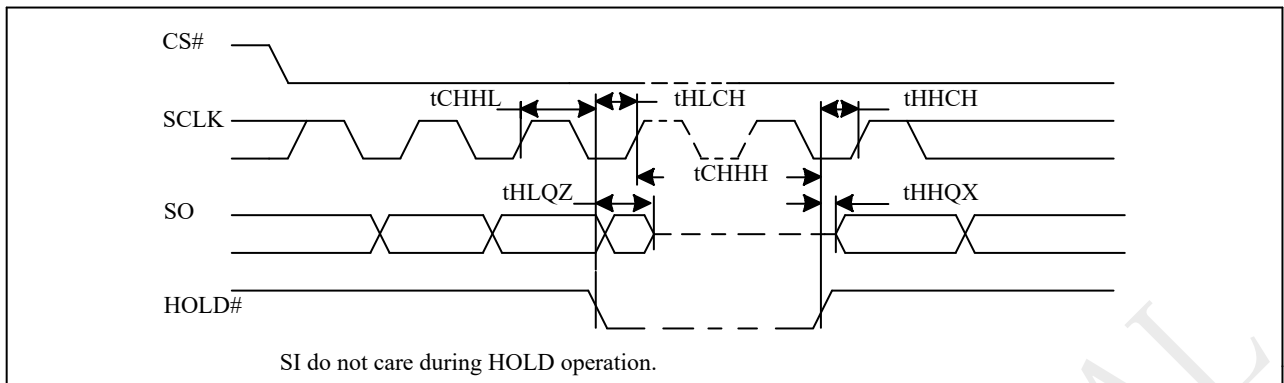 CS#
tCHHL
tHLCH
tHHCH
SCLK
tCHHH
tHLQZ
tHHQX
SO
HOLD#
SI do not care during HOLD operation.